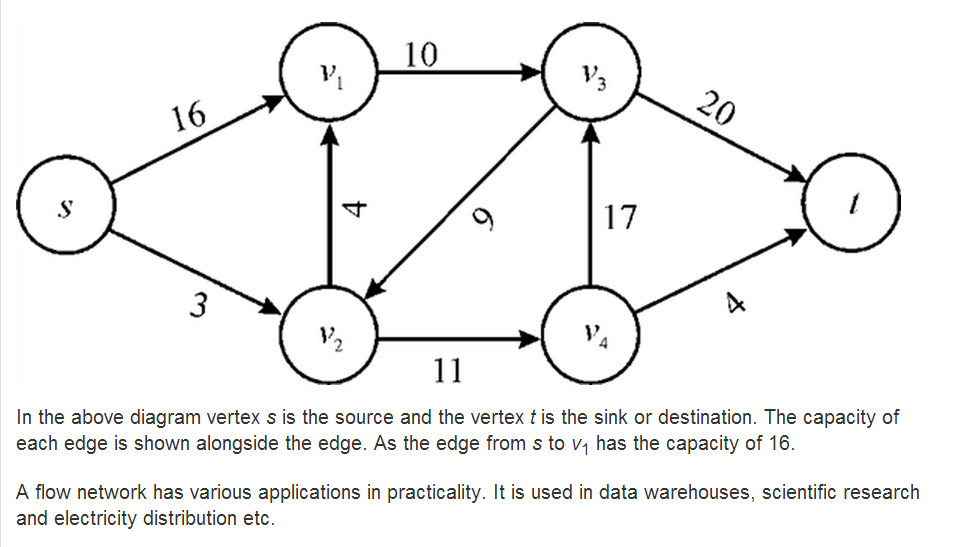 10
v1
v3
16
20
s
4
9
17
t
3
4
v2
v4
11
In the above diagram vertex s is the source and the vertex t is the sink or destination. The capacity of
each edge is shown alongside the edge. As the edge from s to v1 has the capacity of 16.
A flow network has various applications in practicality. It is used in data warehouses, scientific research
and electricity distribution etc.